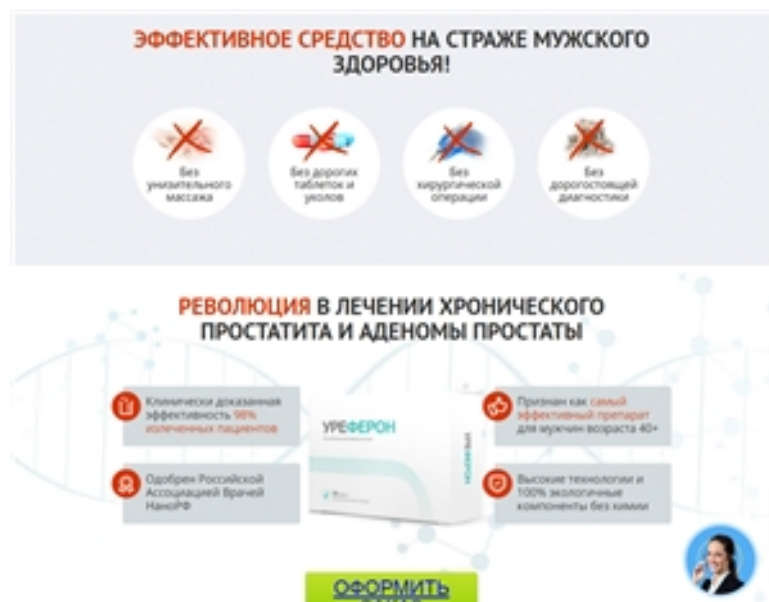 ЭФФЕКТИВНОЕ СРЕДСТВО НА СТРАЖЕ МУЖСКОГО
ЗДОРОВЬЯ!
Без
унизительного
массажа
Без дорогих
таблеток и
уколов
Без
хирургической
операции
Без
дорогостоящей
диагностики
РЕВОЛЮЦИЯ В ЛЕЧЕНИИ ХРОНИЧЕСКОГО
ПРОСТАТИТА И АДЕНОМЫ ПРОСТАТЫ
Клинически доказанная
эффективность 98%
излеченных пациентов
Одобрен Российской
Ассоциацией Врачей
НаноРФ
УРЕФЕРОН
УРЕФЕРОН
Признан как самый
эффективный препарат
для мужчин возраста 40+
Высокие технологии и
100% экологичные
компоненты без химии
ОФОРМИТЬ